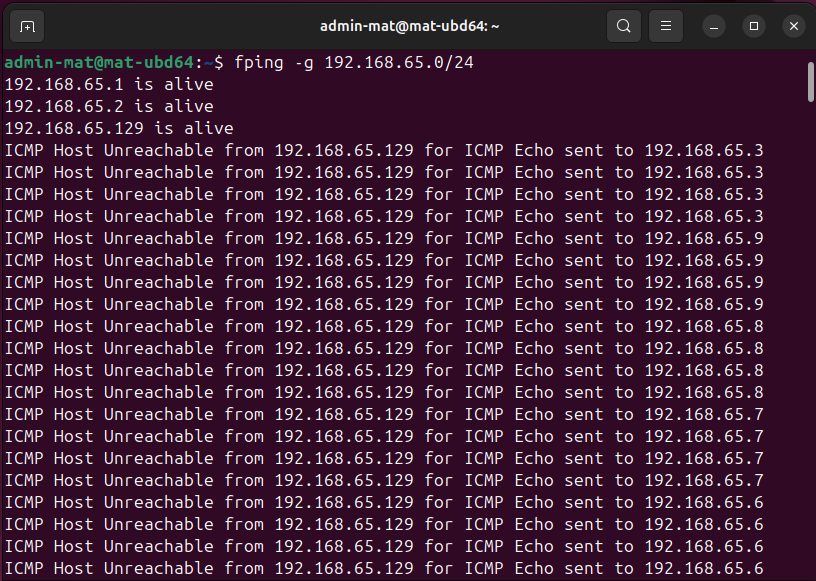 admin-mat@mat-ubd64: ~
admin-mat@mat-ubd64:~$ fping -g 192.168.65.0/24
192.168.65.1 is alive
192.168.65.2 is alive
192.168.65.129 is alive
ICMP Host Unreachable from 192.168.65.129 for ICMP Echo sent to 192.168.65.3
ICMP Host Unreachable from 192.168.65.129 for ICMP Echo sent to 192.168.65.3
ICMP Host Unreachable from 192.168.65.129 for ICMP Echo sent to 192.168.65.3
ICMP Host Unreachable from 192.168.65.129 for ICMP Echo sent to 192.168.65.3
ICMP Host Unreachable from 192.168.65.129 for ICMP Echo sent to 192.168.65.9
ICMP Host Unreachable from 192.168.65.129 for ICMP Echo sent to 192.168.65.9
ICMP Host Unreachable from 192.168.65.129 for ICMP Echo sent to 192.168.65.9
ICMP Host Unreachable from 192.168.65.129 for ICMP Echo sent to 192.168.65.9
ICMP Host Unreachable from 192.168.65.129 for ICMP Echo sent to 192.168.65.8
ICMP Host Unreachable from 192.168.65.129 for ICMP Echo sent to 192.168.65.8
ICMP Host Unreachable from 192.168.65.129 for ICMP Echo sent to 192.168.65.8
ICMP Host Unreachable from 192.168.65.129 for ICMP Echo sent to 192.168.65.8
ICMP Host Unreachable from 192.168.65.129 for ICMP Echo sent to 192.168.65.7
ICMP Host Unreachable from 192.168.65.129 for ICMP Echo sent to 192.168.65.7
ICMP Host Unreachable from 192.168.65.129 for ICMP Echo sent to 192.168.65.7
ICMP Host Unreachable from 192.168.65.129 for ICMP Echo sent to 192.168.65.7
ICMP Host Unreachable from 192.168.65.129 for ICMP Echo sent to 192.168.65.6
ICMP Host Unreachable from 192.168.65.129 for ICMP Echo sent to 192.168.65.6
ICMP Host Unreachable from 192.168.65.129 for ICMP Echo sent to 192.168.65.6
ICMP Host Unreachable from 192.168.65.129 for ICMP Echo sent to 192.168.65.6